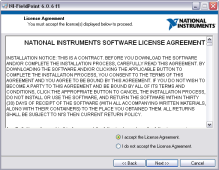 NI-FieldPoint 6.0.6 f1
License Agreement
You must accept the license(s) displayed below to proceed.
NATIONAL
INSTRUMENTS
NATIONAL INSTRUMENTS SOFTWARE LICENSE AGREEMENT
INSTALLATION NOTICE: THIS IS A CONTRACT. BEFORE YOU DOWNLOAD THE SOFTWARE
AND/OR COMPLETE THE INSTALLATION PROCESS, CAREFULLY READ THIS AGREEMENT. BY
DOWNLOADING THE SOFTWARE AND/OR CLICKING THE APPLICABLE BUTTON TO
COMPLETE THE INSTALLATION PROCESS, YOU CONSENT TO THE TERMS OF THIS
AGREEMENT AND YOU AGREE TO BE BOUND BY THIS AGREEMENT. IF YOU DO NOT WISH TO
BECOME A PARTY TO THIS AGREEMENT AND BE BOUND BY ALL OF ITS TERMS AND
CONDITIONS, CLICK THE APPROPRIATE BUTTON TO CANCEL THE INSTALLATION PROCESS,
DO NOT INSTALL OR USE THE SOFTWARE, AND RETURN THE SOFTWARE WITHIN THIRTY
(30) DAYS OF RECEIPT OF THE SOFTWARE (WITH ALL ACCOMPANYING WRITTEN MATERIALS,
ALONG WITH THEIR CONTAINERS) TO THE PLACE YOU OBTAINED THEM. ALL RETURNS
SHALL BE SUBJECT TO NI'S THEN CURRENT RETURN POLICY.
I accept the License Agreement.
I do not accept the License Agreement.
<< Back
Next >>
Cancel